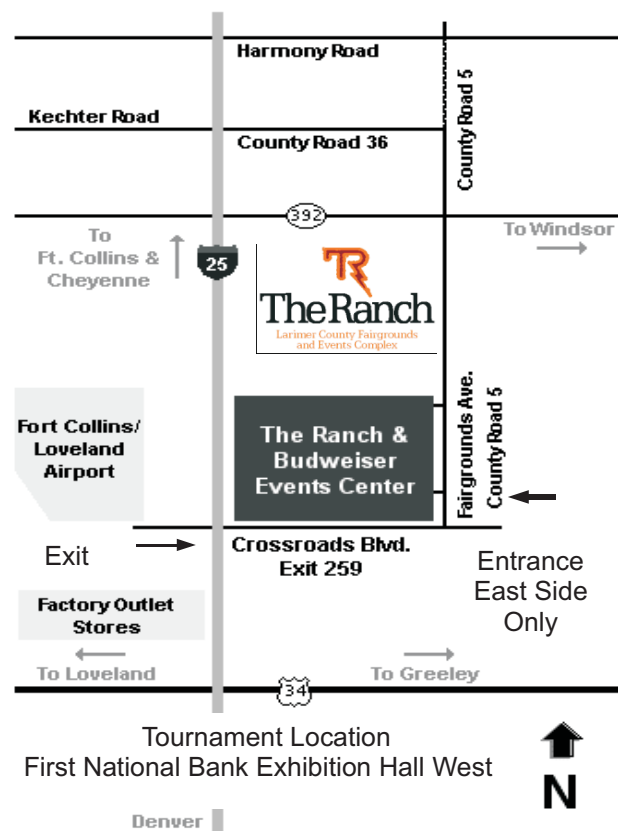 Harmony Road
County Road 5
Kechter Road
County Road 36
392
To
Ft. Collins &
Cheyenne
25
To Windsor
TR
The Ranch
Larimer County Fairgrounds
and Events Complex
Fort Collins/
Loveland
Airport
The Ranch &
Budweiser
Events Center
Fairgrounds Ave.
County Road 5
Exit
Crossroads Blvd.
Exit 259
Entrance
East Side
Only
Factory Outlet
Stores
To Loveland
To Greeley
34
Tournament Location
First National Bank Exhibition Hall West
N
Denver